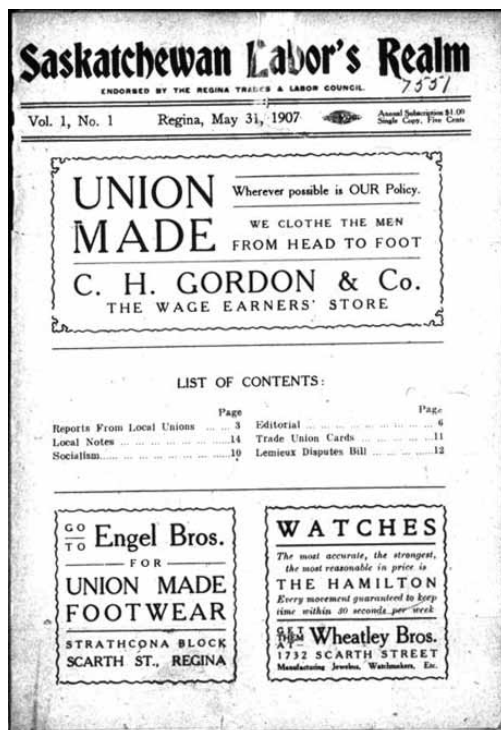 Saskatchewan Labor's Realm
ENDORSED BY THE REGINA TRADES & LABOR COUNCIL.
7551
Vol. 1, No. 1
Regina, May 31, 1907
Annual Subscription $1.00
Single Copy, Five Cents
UNION
MADE
Wherever possible is OUR Policy.
WE CLOTHE THE MEN
FROM HEAD TO FOOT
C. H. GORDON & Co.
THE WAGE EARNERS' STORE
LIST OF CONTENTS:
Page
Reports From Local Unions ... ... 3
Local Notes ... ... ... ... ... ... ... 14
Socialism... ... ... ... ... ... ... ... 10
Page
Editorial ... ... ... ... ... ... ... ... 6
Trade Union Cards ... ... ... ... ... 11
Lemieux Disputes Bill ... ... ... ... 12
GO TO Engel Bros.
FOR
UNION MADE
FOOTWEAR
STRATHCONA BLOCK
SCARTH ST., REGINA
WATCHES
The most accurate, the strongest,
the most reasonable in price is
THE HAMILTON
Every movement guaranteed to keep
time within 30 seconds per week
GET THEM AT Wheatley Bros.
1732 SCARTH STREET
Manufacturing Jewelers, Watchmakers, Etc.